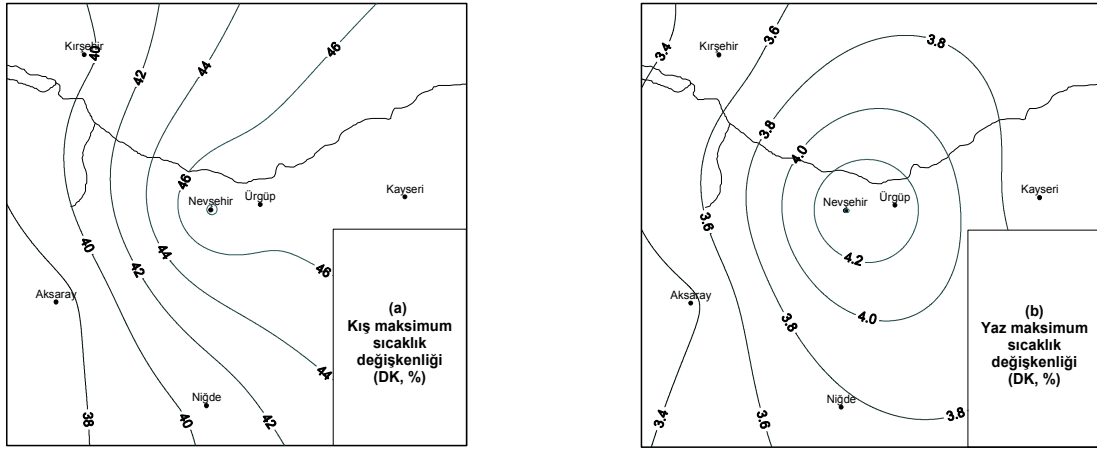 Kırşehir
40
42
44
46
46
Nevşehir
Ürgüp
Kayseri
40
42
44
46
Aksaray
38
Niğde
40
42
44
(a)
Kış maksimum
sıcaklık
değişkenliği
(DK, %)
3.4
3.6
3.8
Kırşehir
3.8
4.0
Nevşehir
Ürgüp
Kayseri
3.6
4.2
Aksaray
3.8
4.0
Niğde
3.4
3.6
3.8
(b)
Yaz maksimum
sıcaklık
değişkenliği
(DK, %)